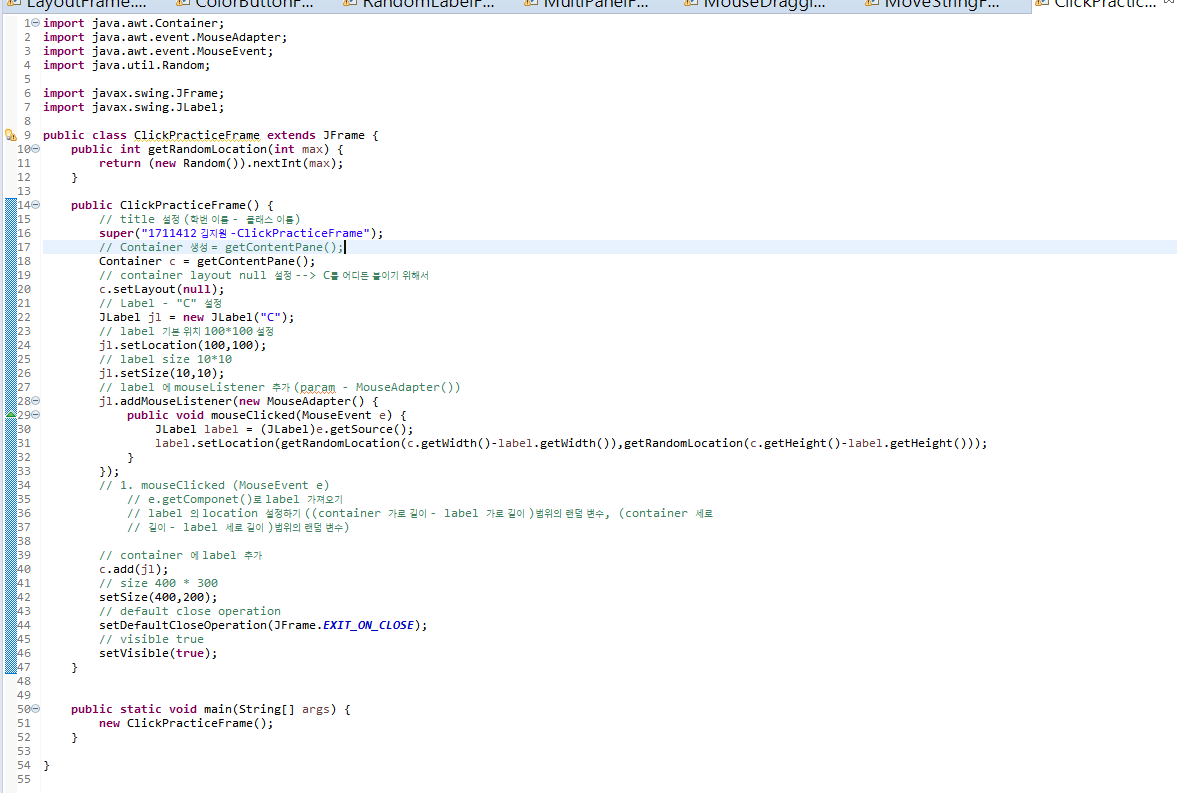 LayoutFrame.... ColorButtonF... RandomLabelF... MultiPanelF... MouseDraggi... MoveStringF... ClickPractic...
1 import java.awt.Container;
2 import java.awt.event.MouseAdapter;
3 import java.awt.event.MouseEvent;
4 import java.util.Random;
5
6 import javax.swing.JFrame;
7 import javax.swing.JLabel;
8
9 public class ClickPracticeFrame extends JFrame {
10 public int getRandomLocation(int max) {
11 return (new Random()).nextInt(max);
12 }
13
14 public ClickPracticeFrame() {
15 // title 설정 (학번 이름 - 클래스 이름)
16 super("1711412 김지원 -ClickPracticeFrame");
17 // Container 생성 = getContentPane();
18 Container c = getContentPane();
19 // container layout null 설정 --> C를 어디든 붙이기 위해서
20 c.setLayout(null);
21 // Label - "C" 설정
22 JLabel jl = new JLabel("C");
23 // label 기본 위치 100*100 설정
24 jl.setLocation(100,100);
25 // label size 10*10
26 jl.setSize(10,10);
27 // label 에 mouseListener 추가 (param - MouseAdapter())
28 jl.addMouseListener(new MouseAdapter() {
29 public void mouseClicked(MouseEvent e) {
30 JLabel label = (JLabel)e.getSource();
31 label.setLocation(getRandomLocation(c.getWidth()-label.getWidth()),getRandomLocation(c.getHeight()-label.getHeight()));
32 }
33 });
34 // 1. mouseClicked (MouseEvent e)
35 // e.getComponet()로 label 가져오기
36 // label 의 location 설정하기 ((container 가로 길이 - label 가로 길이 )범위의 랜덤 변수, (container 세로
37 // 길이 - label 세로 길이 )범위의 랜덤 변수)
38
39 // container 에 label 추가
40 c.add(jl);
41 // size 400 * 300
42 setSize(400,200);
43 // default close operation
44 setDefaultCloseOperation(JFrame.EXIT_ON_CLOSE);
45 // visible true
46 setVisible(true);
47 }
48
49
50 public static void main(String[] args) {
51 new ClickPracticeFrame();
52 }
53
54 }
55